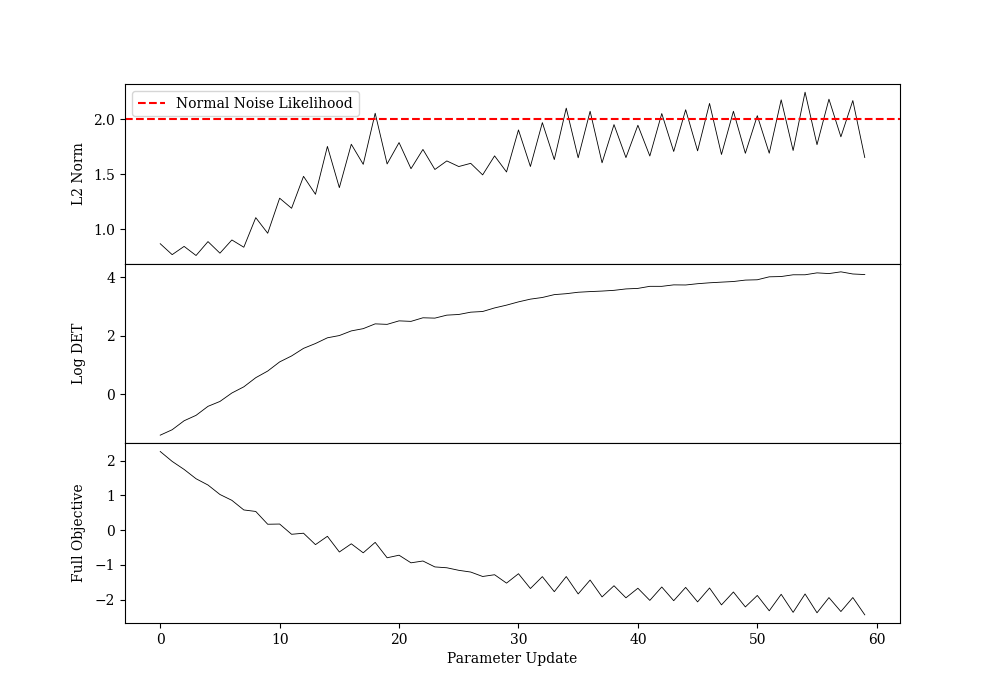 Normal Noise Likelihood
2.0
1.5
1.0
L2 Norm
4
2
0
Log DET
2
1
0
−1
−2
Full Objective
0 10 20 30 40 50 60
Parameter Update